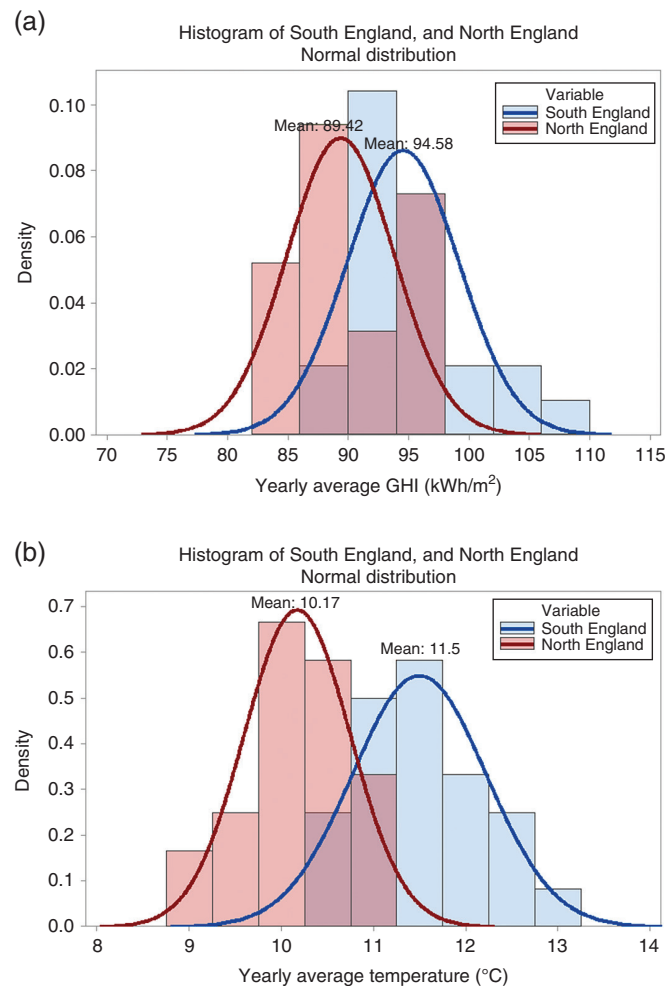 (a)
Histogram of South England, and North England
Normal distribution
Variable
South England
North England
Mean: 89.42
Mean: 94.58
Density
0.10
0.08
0.06
0.04
0.02
0.00
70 75 80 85 90 95 100 105 110 115
Yearly average GHI (kWh/m²)
(b)
Histogram of South England, and North England
Normal distribution
Variable
South England
North England
Mean: 10.17
Mean: 11.5
Density
0.7
0.6
0.5
0.4
0.3
0.2
0.1
0.0
8 9 10 11 12 13 14
Yearly average temperature (°C)